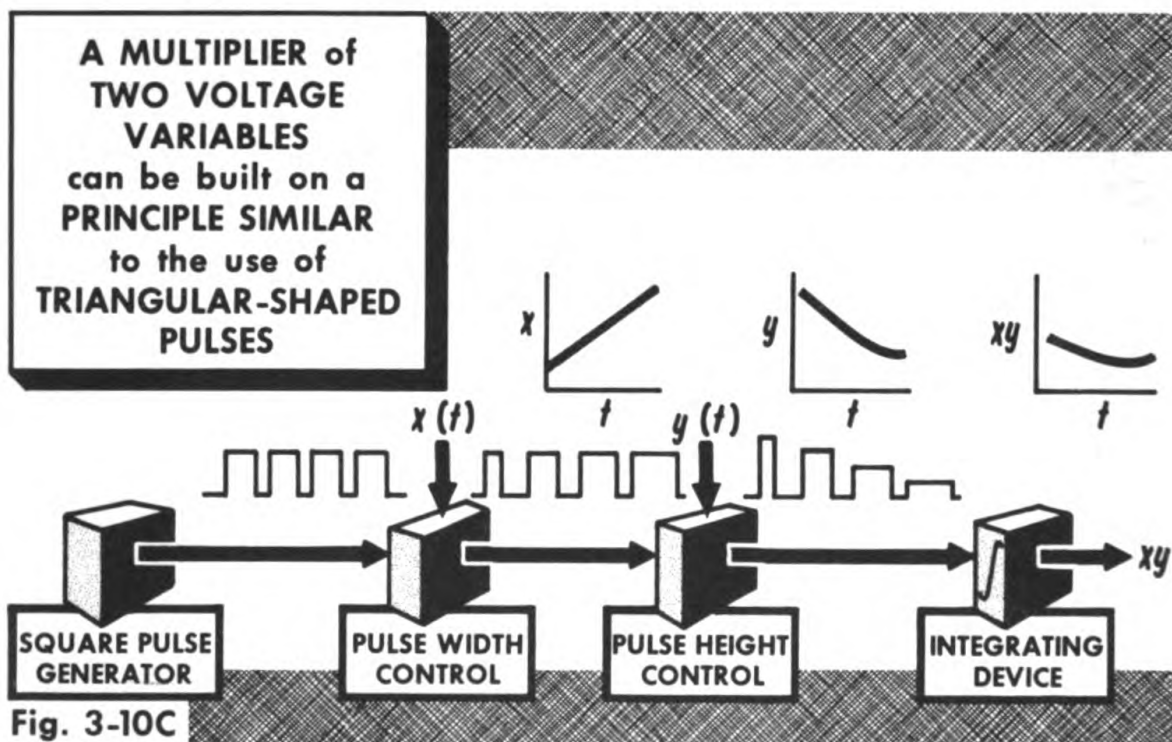 A MULTIPLIER of
TWO VOLTAGE
VARIABLES
can be built on a
PRINCIPLE SIMILAR
to the use of
TRIANGULAR-SHAPED
PULSES
x
t
y
t
xy
t
x (t)
y (t)
xy
SQUARE PULSE
GENERATOR
PULSE WIDTH
CONTROL
PULSE HEIGHT
CONTROL
INTEGRATING
DEVICE
Fig. 3-10C